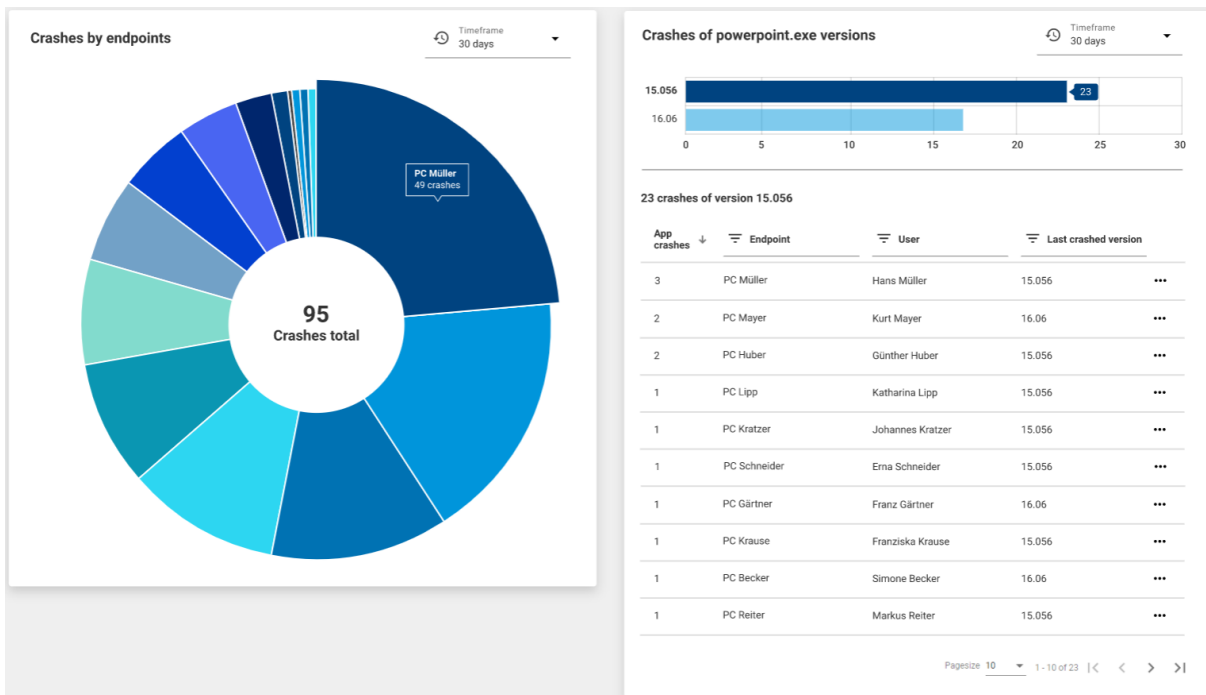 Crashes by endpoints
Timeframe
30 days
PC Müller
49 crashes
95
Crashes total
Crashes of powerpoint.exe versions
Timeframe
30 days
15.056
23
16.06
0 5 10 15 20 25 30
23 crashes of version 15.056
App crashes Endpoint User Last crashed version
3 PC Müller Hans Müller 15.056
2 PC Mayer Kurt Mayer 16.06
2 PC Huber Günther Huber 15.056
1 PC Lipp Katharina Lipp 15.056
1 PC Kratzer Johannes Kratzer 15.056
1 PC Schneider Erna Schneider 15.056
1 PC Gärtner Franz Gärtner 16.06
1 PC Krause Franziska Krause 15.056
1 PC Becker Simone Becker 16.06
1 PC Reiter Markus Reiter 15.056
Pagesize 10 1 - 10 of 23